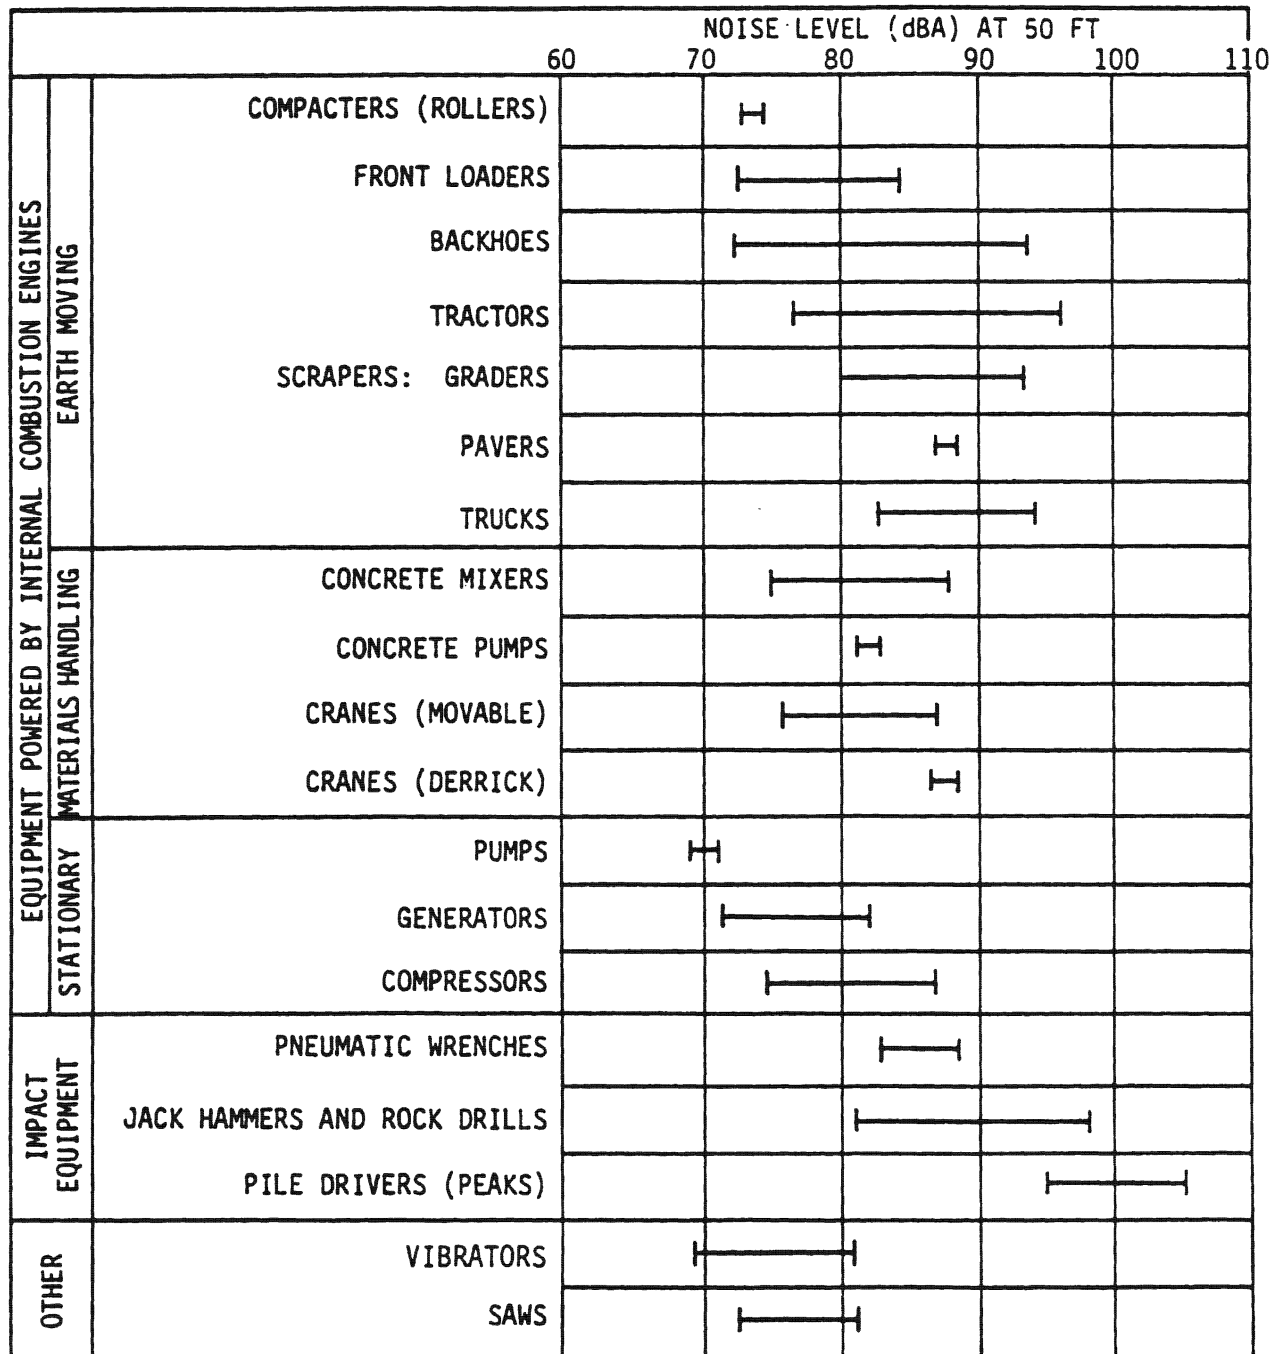 NOISE LEVEL (dBA) AT 50 FT
60 70 80 90 100 110
EQUIPMENT POWERED BY INTERNAL COMBUSTION ENGINES
EARTH MOVING
COMPACTERS (ROLLERS)
FRONT LOADERS
BACKHOES
TRACTORS
SCRAPERS: GRADERS
PAVERS
TRUCKS
MATERIALS HANDLING
CONCRETE MIXERS
CONCRETE PUMPS
CRANES (MOVABLE)
CRANES (DERRICK)
STATIONARY
PUMPS
GENERATORS
COMPRESSORS
IMPACT
EQUIPMENT
PNEUMATIC WRENCHES
JACK HAMMERS AND ROCK DRILLS
PILE DRIVERS (PEAKS)
OTHER
VIBRATORS
SAWS